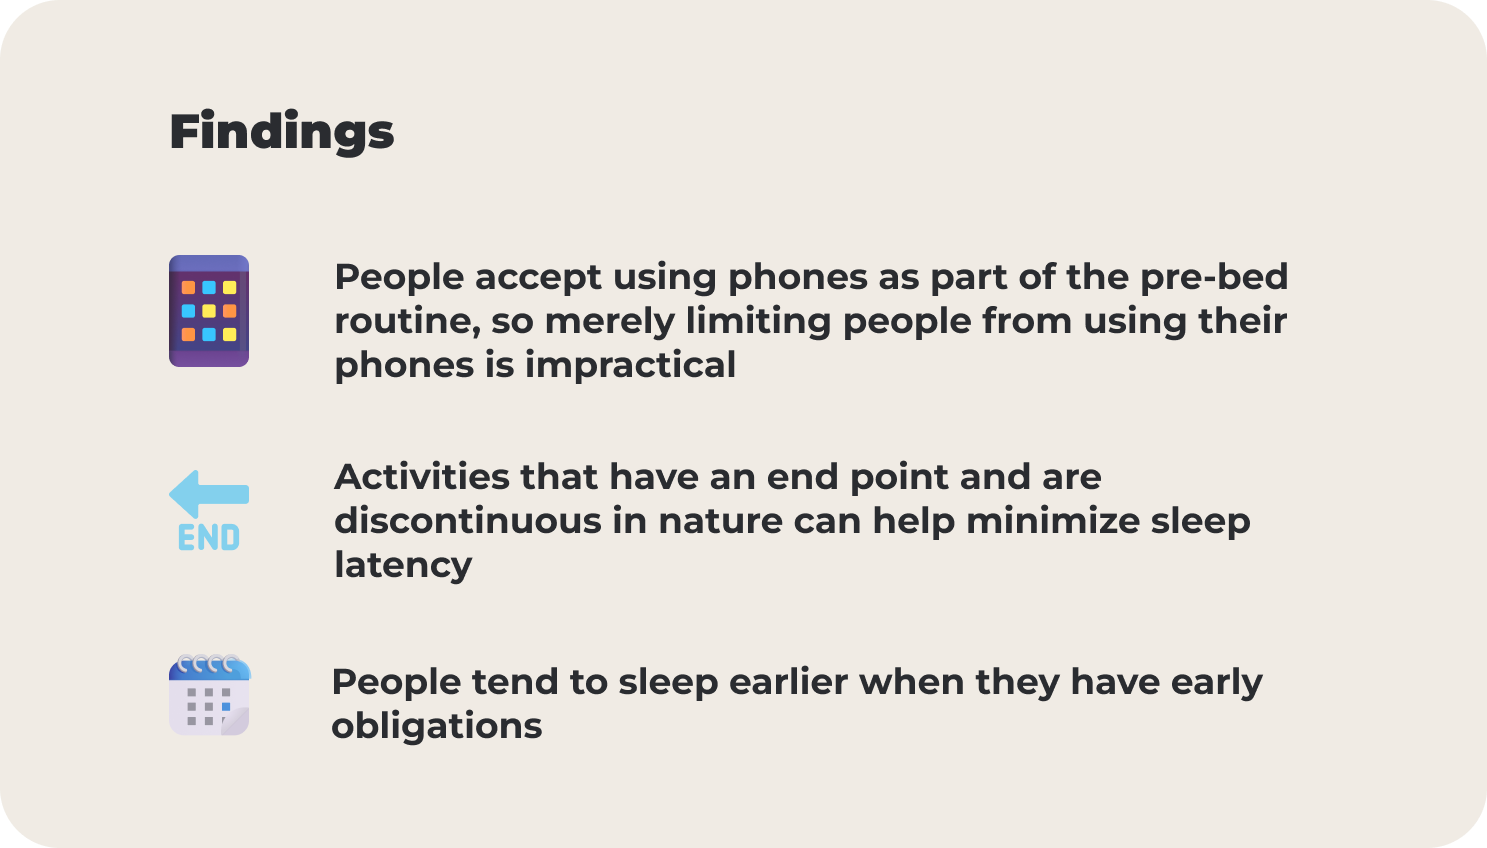 Findings
People accept using phones as part of the pre-bed
routine, so merely limiting people from using their
phones is impractical
Activities that have an end point and are
discontinuous in nature can help minimize sleep
latency
END
People tend to sleep earlier when they have early
obligations